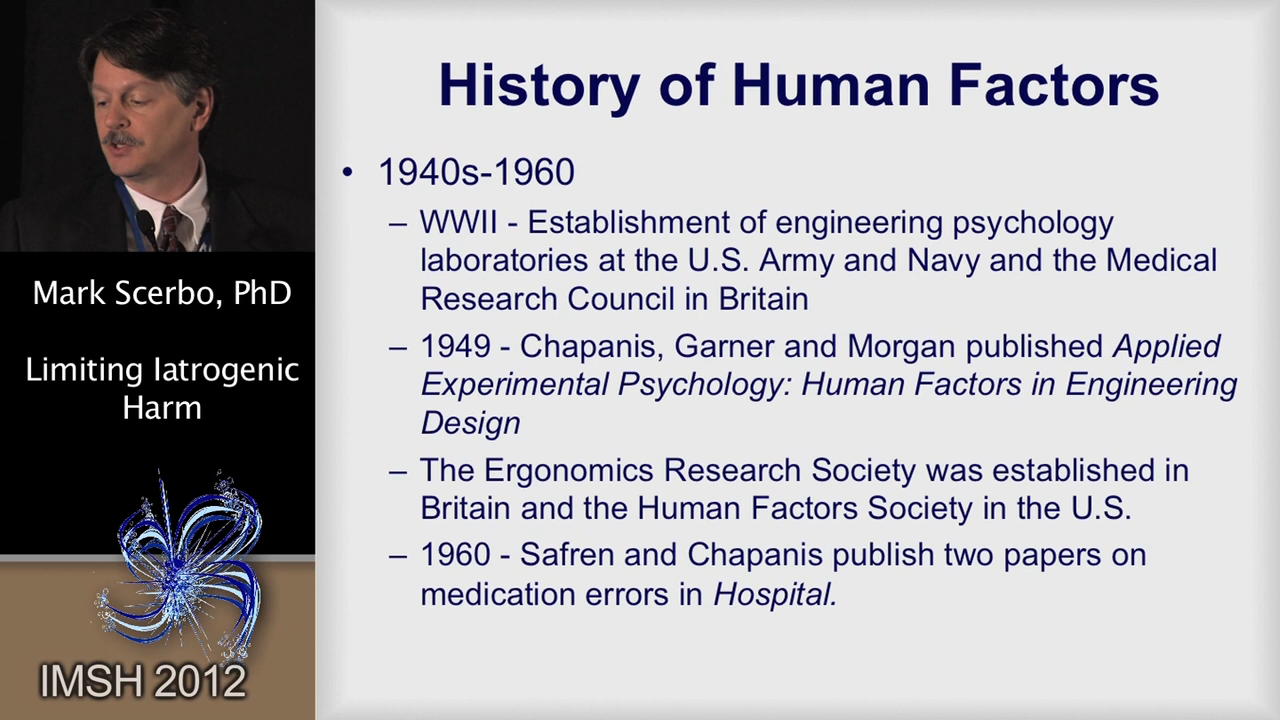 Mark Scerbo, PhD
Limiting Iatrogenic
Harm
IMSH 2012
History of Human Factors
• 1940s-1960
– WWII - Establishment of engineering psychology
laboratories at the U.S. Army and Navy and the Medical
Research Council in Britain
– 1949 - Chapanis, Garner and Morgan published Applied
Experimental Psychology: Human Factors in Engineering
Design
– The Ergonomics Research Society was established in
Britain and the Human Factors Society in the U.S.
– 1960 - Safren and Chapanis publish two papers on
medication errors in Hospital.